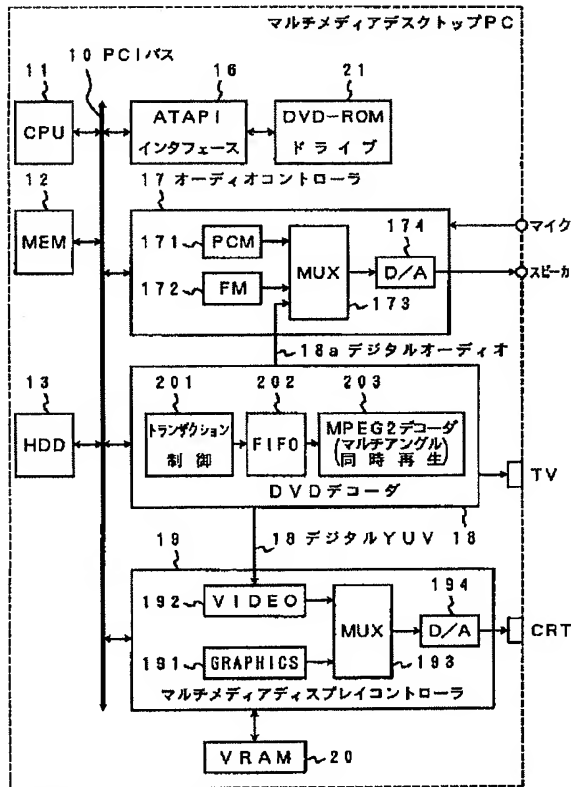 マルチメディアデスクトップPC
10 PCIバス
11
CPU
16
ATAPI
インタフェース
21
DVD-ROM
ドライブ
12
MEM
17 オーディオコントローラ
171
PCM
172
FM
MUX
173
174
D/A
マイク
スピーカ
18a デジタルオーディオ
13
HDD
201
トランザクション
制御
202
FIFO
203
MPEG2デコーダ
(マルチアングル)
同時再生
DVDデコーダ
TV
18 デジタルYUV
18
19
192
VIDEO
191
GRAPHICS
MUX
193
194
D/A
CRT
マルチメディアディスプレイコントローラ
VRAM
20